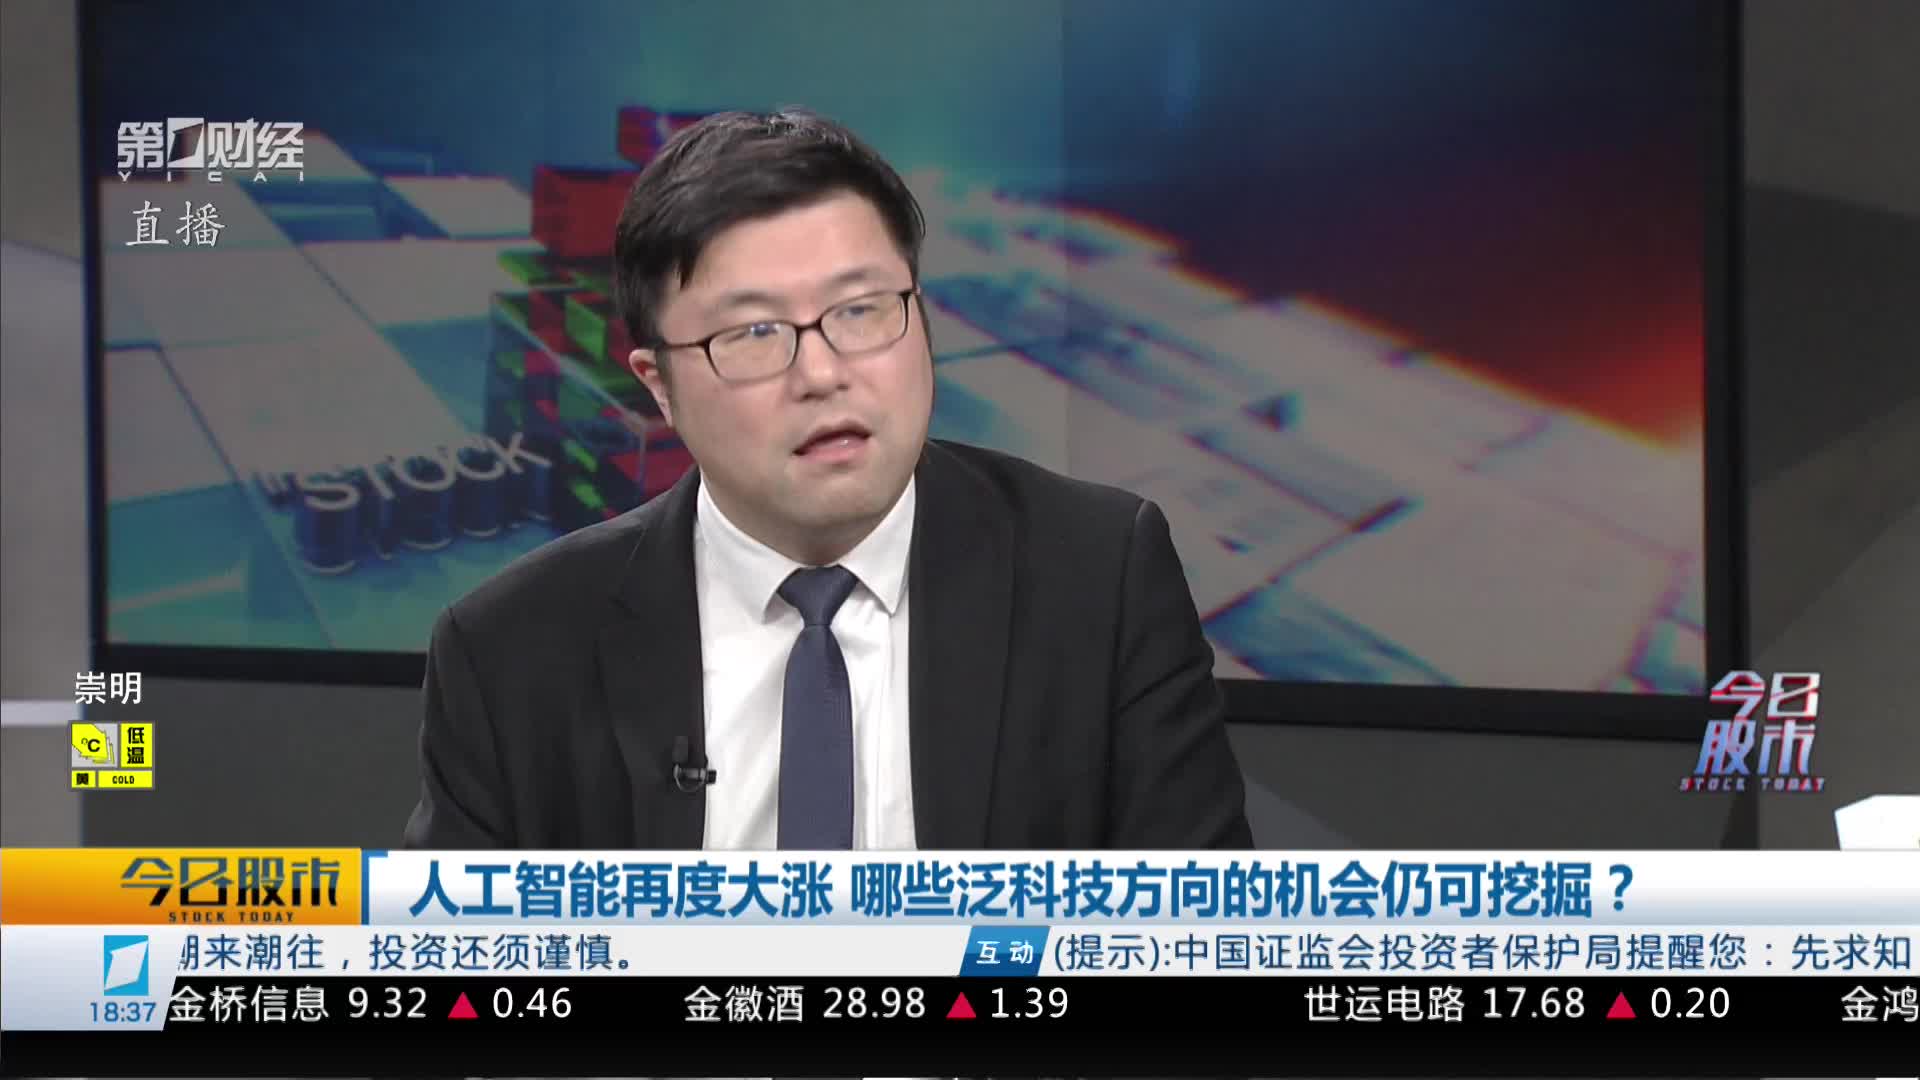 第一财经
YICAI
直播
STOCK
崇明
℃
低温
黄
COLD
今日
股市
STOCK TODAY
今日股市
STOCK TODAY
人工智能再度大涨 哪些泛科技方向的机会仍可挖掘？
来潮往，投资还须谨慎。
互动
(提示):中国证监会投资者保护局提醒您：先求知
18:37
金桥信息 9.32 ▲ 0.46 金徽酒 28.98 ▲ 1.39 世运电路 17.68 ▲ 0.20 金鸿